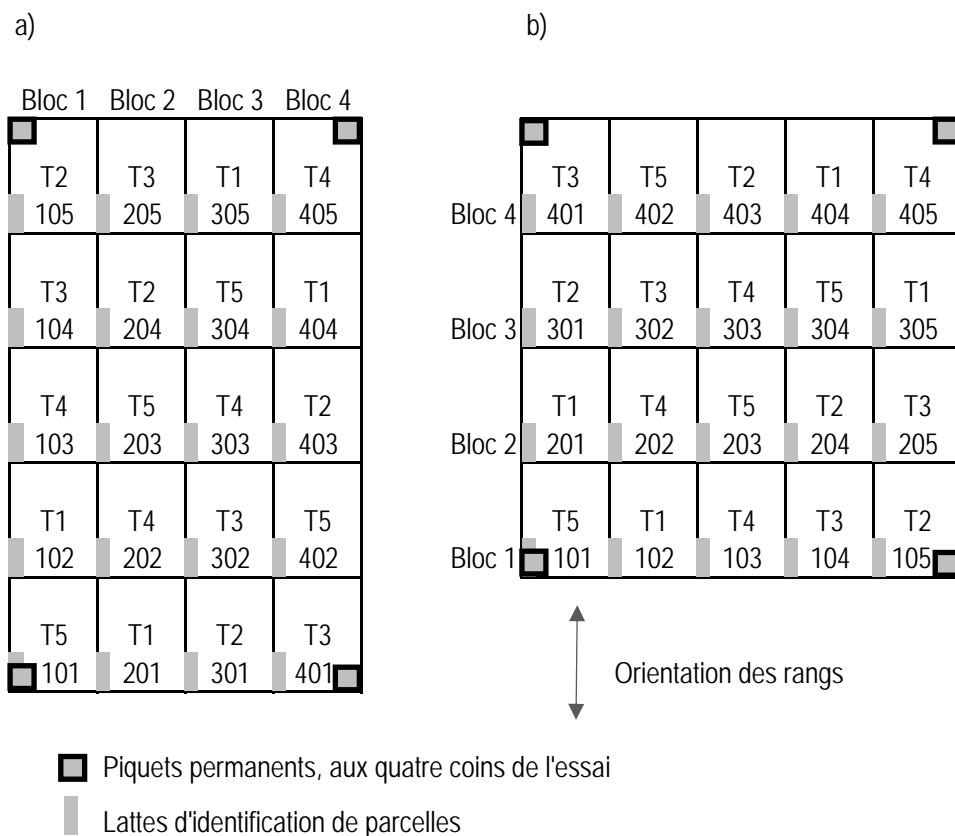 a)
Bloc 1 Bloc 2 Bloc 3 Bloc 4
T2 T3 T1 T4
105 205 305 405
T3 T2 T5 T1
104 204 304 404
T4 T5 T4 T2
103 203 303 403
T1 T4 T3 T5
102 202 302 402
T5 T1 T2 T3
101 201 301 401
b)
T3 T5 T2 T1 T4
Bloc 4 401 402 403 404 405
T2 T3 T4 T5 T1
Bloc 3 301 302 303 304 305
T1 T4 T5 T2 T3
Bloc 2 201 202 203 204 205
T5 T1 T4 T3 T2
Bloc 1 101 102 103 104 105
Orientation des rangs
Piquets permanents, aux quatre coins de l'essai
Lattes d'identification de parcelles